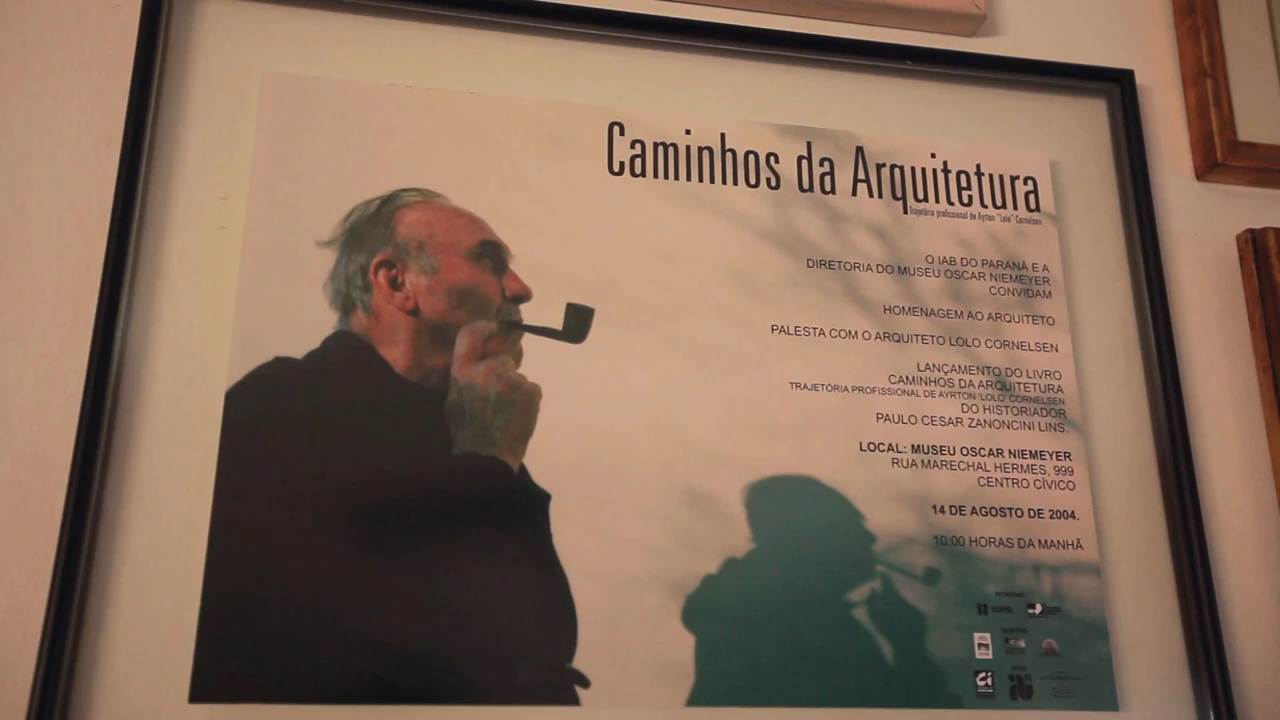 Caminhos da Arquitetura
Trajetória profissional de Ayrton "Lolo" Cornelsen
O IAB DO PARANÁ E A
DIRETORIA DO MUSEU OSCAR NIEMEYER
CONVIDAM
HOMENAGEM AO ARQUITETO
PALESTA COM O ARQUITETO LOLO CORNELSEN
LANÇAMENTO DO LIVRO
CAMINHOS DA ARQUITETURA
TRAJETÓRIA PROFISSIONAL DE AYRTON 'LOLO' CORNELSEN
DO HISTORIADOR
PAULO CESAR ZANONCINI LINS.
LOCAL: MUSEU OSCAR NIEMEYER
RUA MARECHAL HERMES, 999
CENTRO CÍVICO
14 DE AGOSTO DE 2004.
10:00 HORAS DA MANHÃ
COPEL